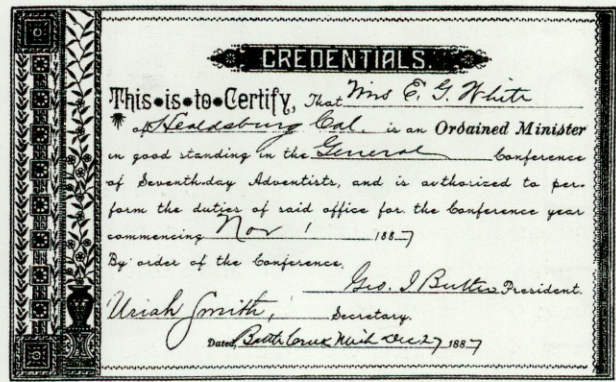 CREDENTIALS.
This is to Certify, That Mrs E. G. White
of Healdsburg Cal. is an Ordained Minister
in good standing in the General Conference
of Seventh-day Adventists, and is authorized to per-
form the duties of said office for the Conference year
commencing Nov 1 1887
By order of the Conference,
Geo. I Butler President.
Uriah Smith, Secretary.
Dated, Battle Creek Mich Dec 27 1887